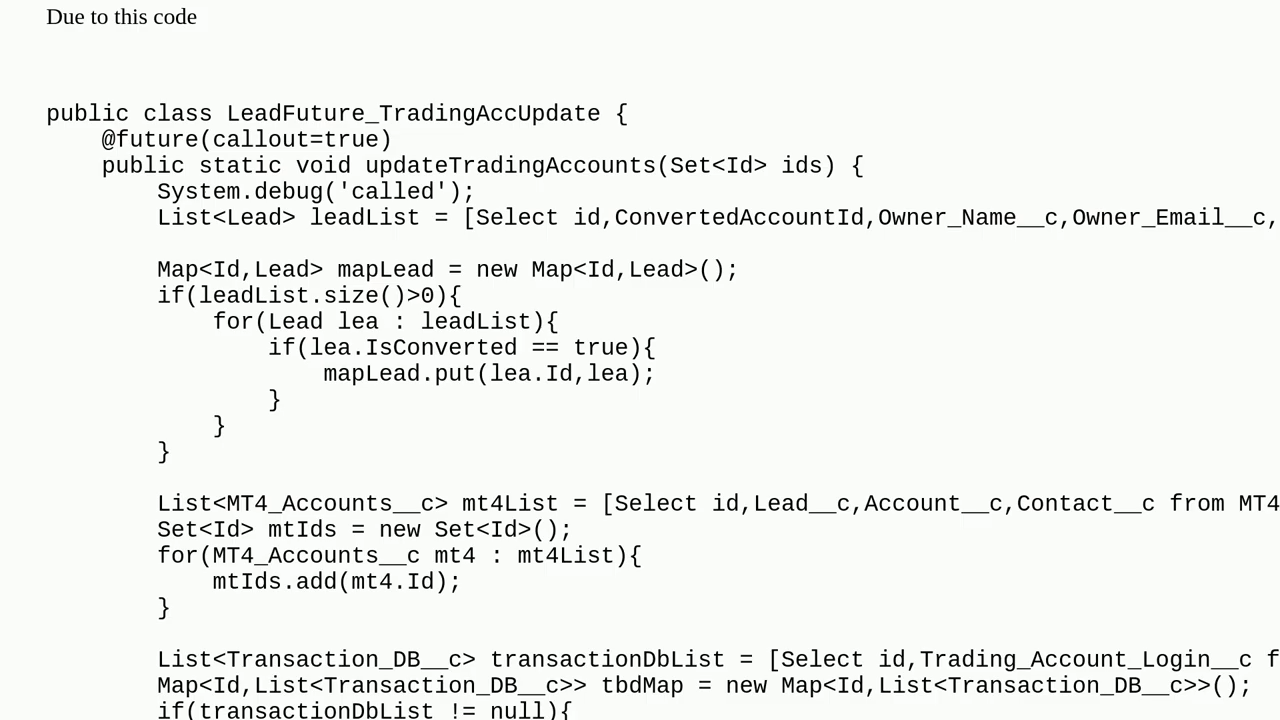 Due to this code
public class LeadFuture_TradingAccUpdate {
@future(callout=true)
public static void updateTradingAccounts(Set<Id> ids) {
System.debug('called');
List<Lead> leadList = [Select id,ConvertedAccountId,Owner_Name__c,Owner_Email__c,
Map<Id,Lead> mapLead = new Map<Id,Lead>();
if(leadList.size()>0){
for(Lead lea : leadList){
if(lea.IsConverted == true){
mapLead.put(lea.Id,lea);
}
}
}
List<MT4_Accounts__c> mt4List = [Select id,Lead__c,Account__c,Contact__c from MT4
Set<Id> mtIds = new Set<Id>();
for(MT4_Accounts__c mt4 : mt4List){
mtIds.add(mt4.Id);
}
List<Transaction_DB__c> transactionDbList = [Select id,Trading_Account_Login__c f
Map<Id,List<Transaction_DB__c>> tbdMap = new Map<Id,List<Transaction_DB__c>>();
if(transactionDbList != null){